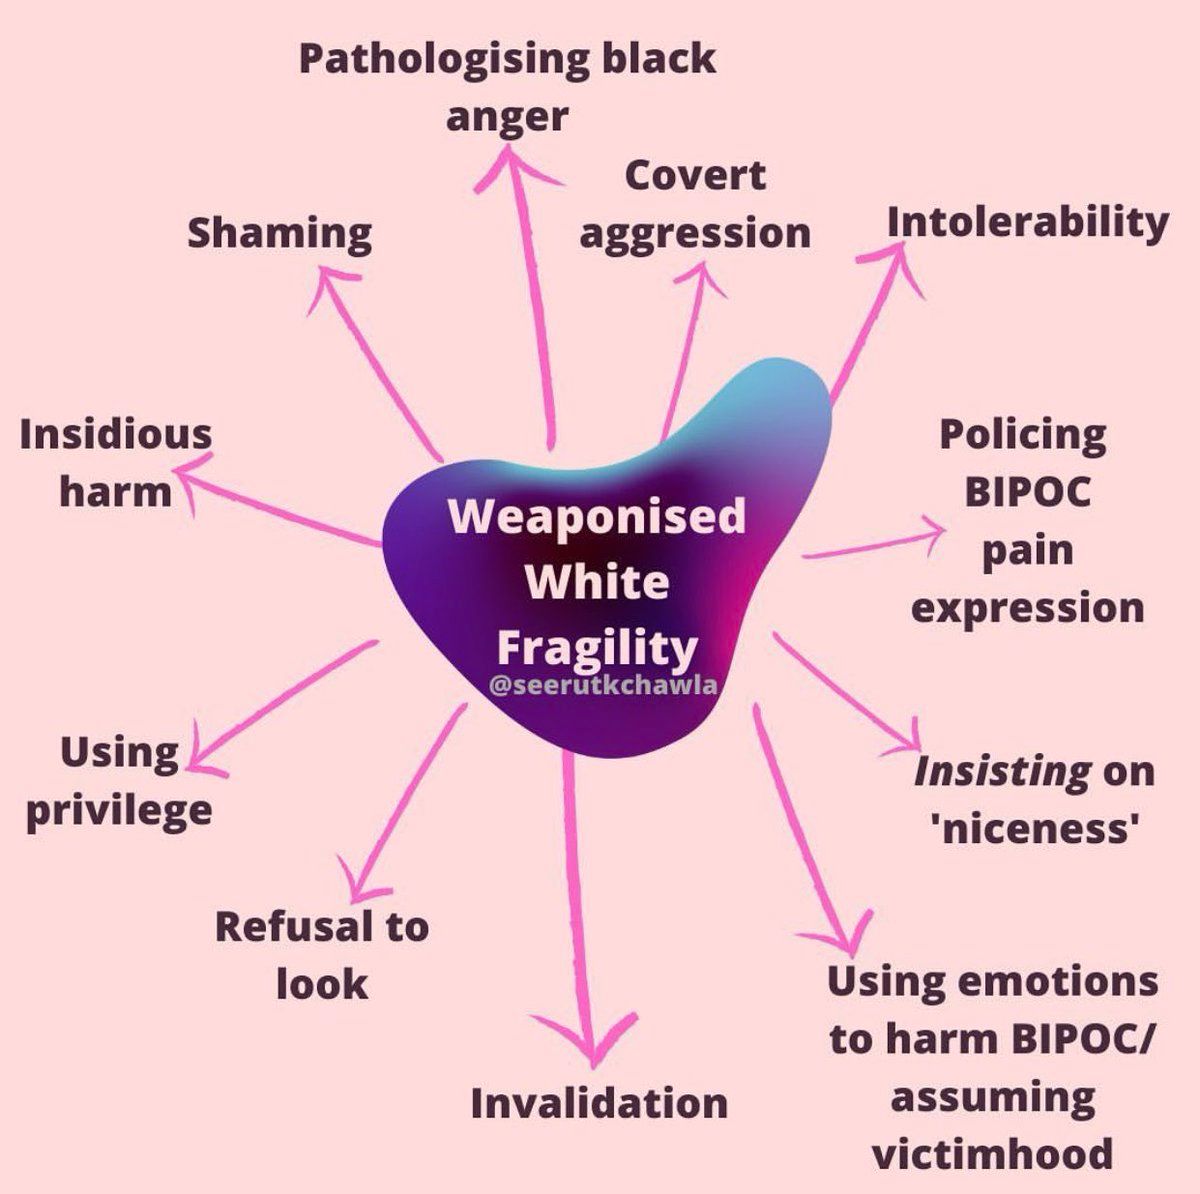 Pathologising black
anger
Covert
aggression
Shaming
Intolerability
Insidious
harm
Policing
BIPOC
pain
expression
Weaponised
White
Fragility
@seerutkchawla
Using
privilege
Insisting on
'niceness'
Refusal to
look
Using emotions
to harm BIPOC/
assuming
victimhood
Invalidation